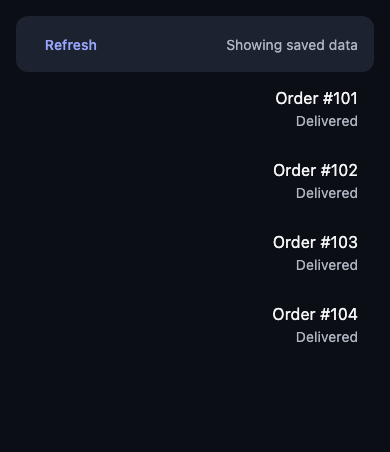 Refresh
Showing saved data
Order #101
Delivered
Order #102
Delivered
Order #103
Delivered
Order #104
Delivered